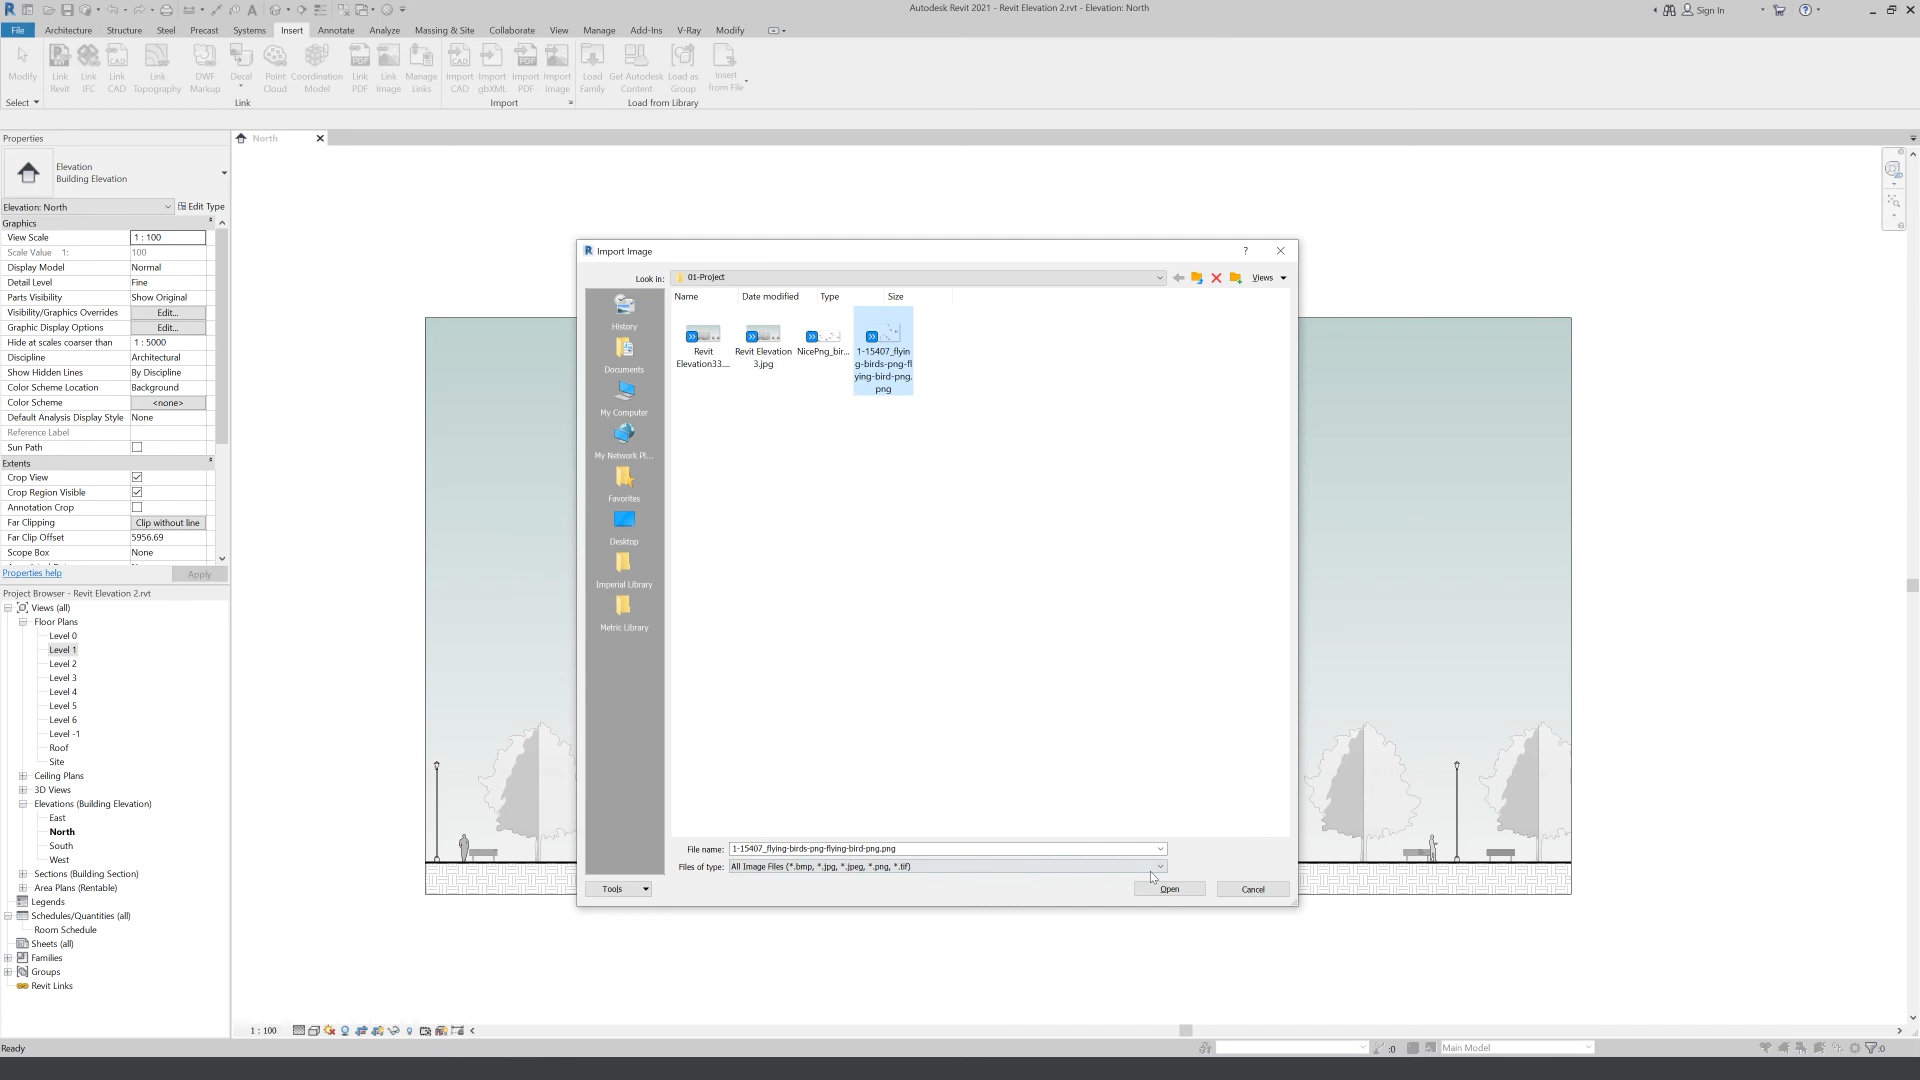 Autodesk Revit 2021 - Revit Elevation 2.rvt - Elevation: North
Sign In
File Architecture Structure Steel Precast Systems Insert Annotate Analyze Massing & Site Collaborate View Manage Add-Ins V-Ray Modify
Modify
Link Revit
Link IFC
Link CAD
Link Topography
DWF Markup
Decal
Point Cloud
Coordination Model
Link PDF
Link Image
Manage Links
Import CAD
Import gbXML
Import PDF
Import Image
Load Family
Get Autodesk Content
Load as Group
Insert from File
Select
Link
Import
Load from Library
Properties
North
Elevation
Building Elevation
Elevation: North
Edit Type
Graphics
View Scale 1 : 100
Scale Value 1: 100
Display Model Normal
Detail Level Fine
Parts Visibility Show Original
Visibility/Graphics Overrides Edit...
Graphic Display Options Edit...
Hide at scales coarser than 1 : 5000
Discipline Architectural
Show Hidden Lines By Discipline
Color Scheme Location Background
Color Scheme <none>
Default Analysis Display Style None
Reference Label
Sun Path
Extents
Crop View
Crop Region Visible
Annotation Crop
Far Clipping Clip without line
Far Clip Offset 5956.69
Scope Box None
Properties help
Apply
Project Browser - Revit Elevation 2.rvt
Views (all)
Floor Plans
Level 0
Level 1
Level 2
Level 3
Level 4
Level 5
Level 6
Level -1
Roof
Site
Ceiling Plans
3D Views
Elevations (Building Elevation)
East
North
South
West
Sections (Building Section)
Area Plans (Rentable)
Legends
Schedules/Quantities (all)
Room Schedule
Sheets (all)
Families
Groups
Revit Links
Import Image
Look in: 01-Project
Views
Name Date modified Type Size
History
Documents
My Computer
My Network Pl...
Favorites
Desktop
Imperial Library
Metric Library
Revit
Elevation33....
Revit Elevation
3.jpg
NicePng_bir...
1-15407_flyin
g-birds-png-fl
ying-bird-png.
png
File name: 1-15407_flying-birds-png-flying-bird-png.png
Files of type: All Image Files (*.bmp, *.jpg, *.jpeg, *.png, *.tif)
Tools
Open
Cancel
1 : 100
Ready
:0
Main Model
:0